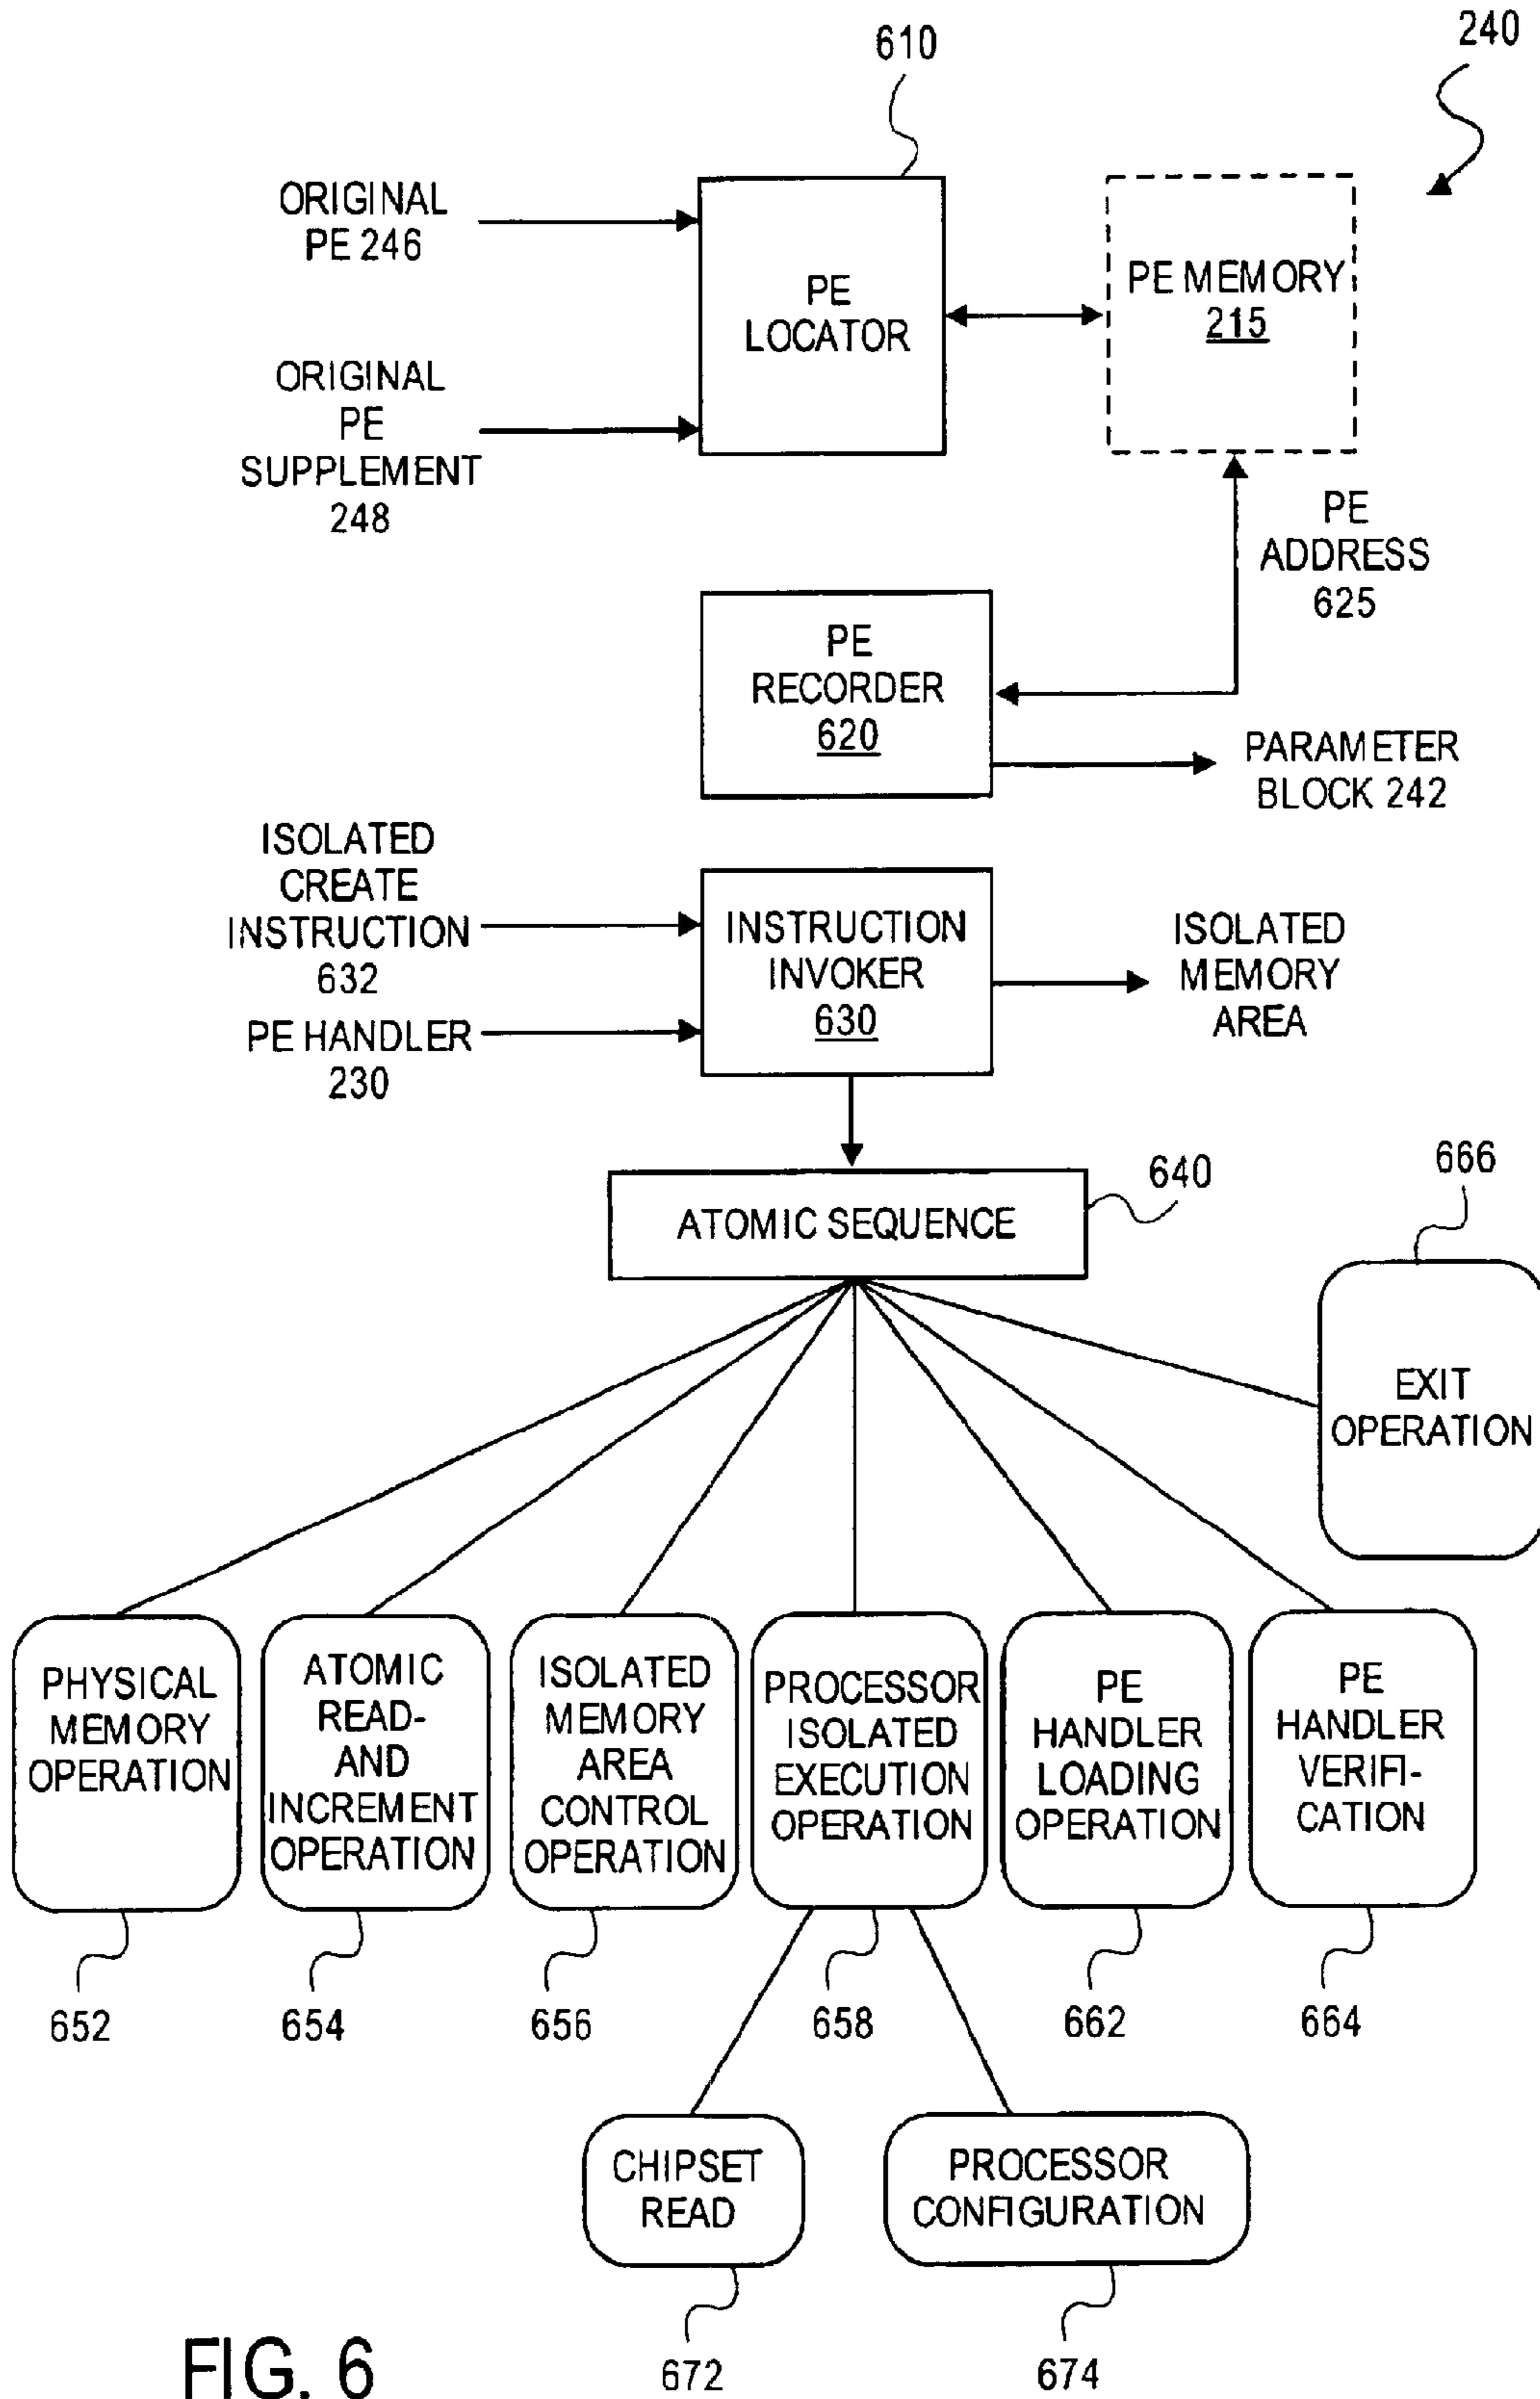 610
240
ORIGINAL
PE 246
PE
LOCATOR
PE MEMORY
215
ORIGINAL
PE
SUPPLEMENT
248
PE
ADDRESS
625
PE
RECORDER
620
PARAMETER
BLOCK 242
ISOLATED
CREATE
INSTRUCTION
632
PE HANDLER
230
INSTRUCTION
INVOKER
630
ISOLATED
MEMORY
AREA
ATOMIC SEQUENCE
640
666
EXIT
OPERATION
PHYSICAL
MEMORY
OPERATION
ATOMIC
READ-
AND
INCREMENT
OPERATION
ISOLATED
MEMORY
AREA
CONTROL
OPERATION
PROCESSOR
ISOLATED
EXECUTION
OPERATION
PE
HANDLER
LOADING
OPERATION
PE
HANDLER
VERIFI-
CATION
652
654
656
658
662
664
CHIPSET
READ
PROCESSOR
CONFIGURATION
672
674
FIG. 6